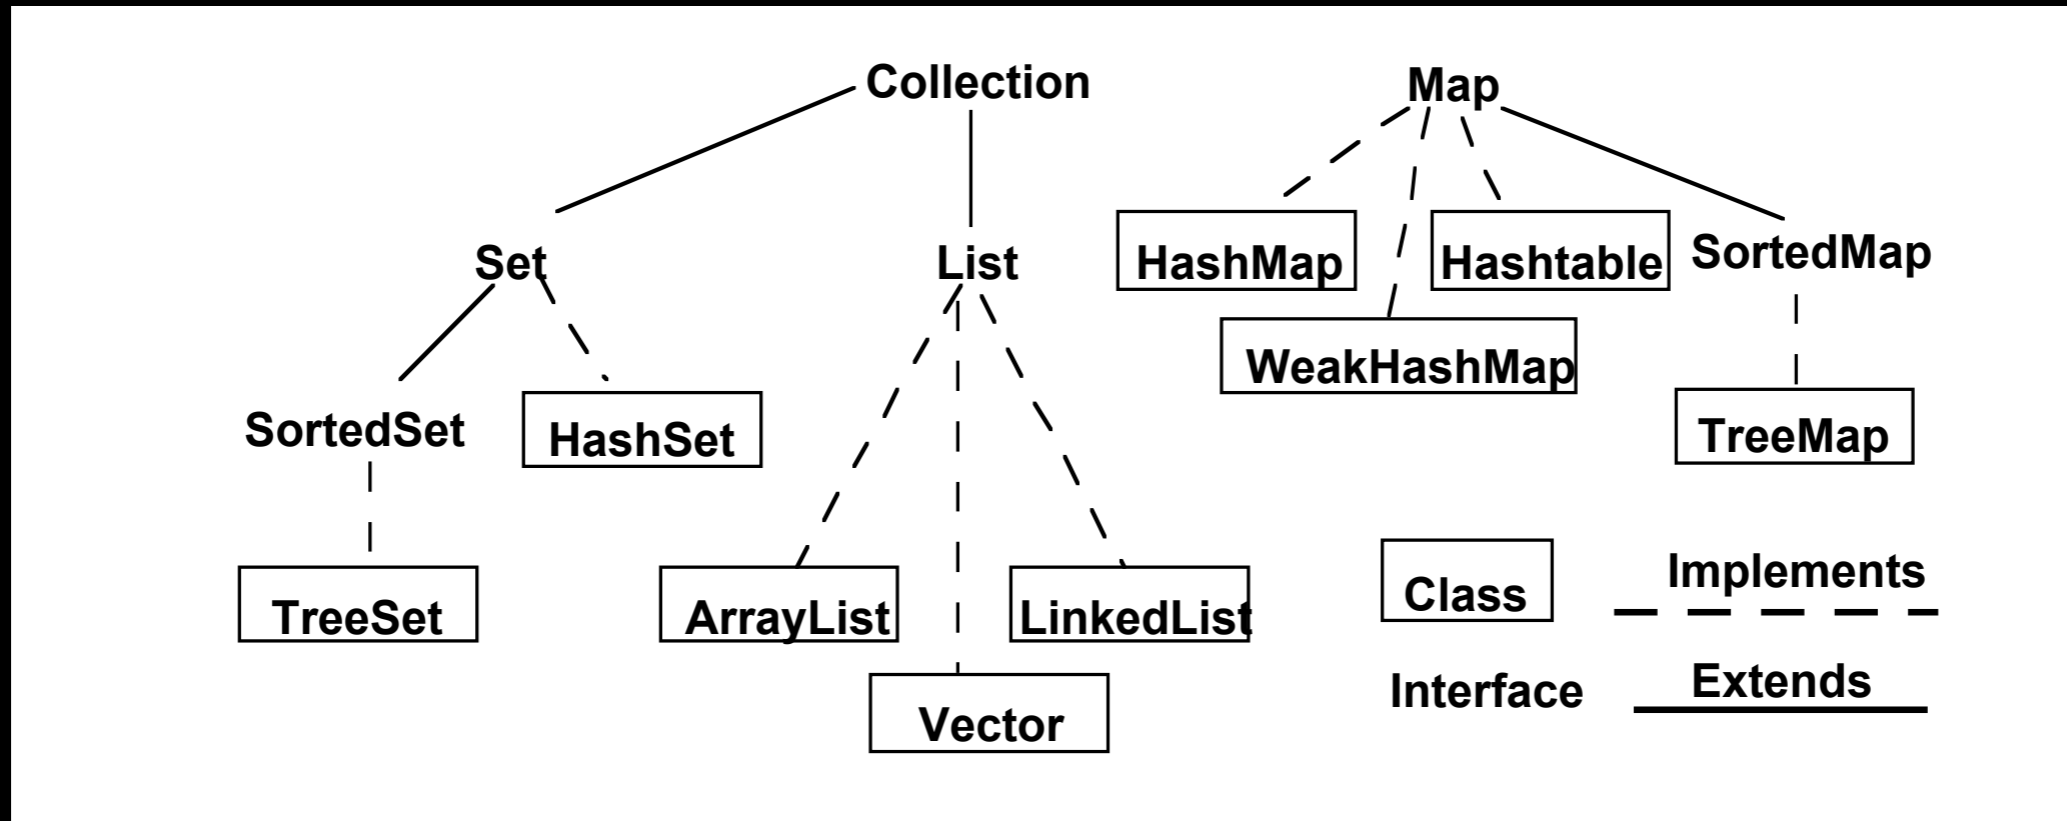 Collection
Map
Set
List
HashMap
Hashtable
SortedMap
WeakHashMap
SortedSet
HashSet
TreeMap
TreeSet
ArrayList
LinkedList
Vector
Class
Implements
Interface
Extends